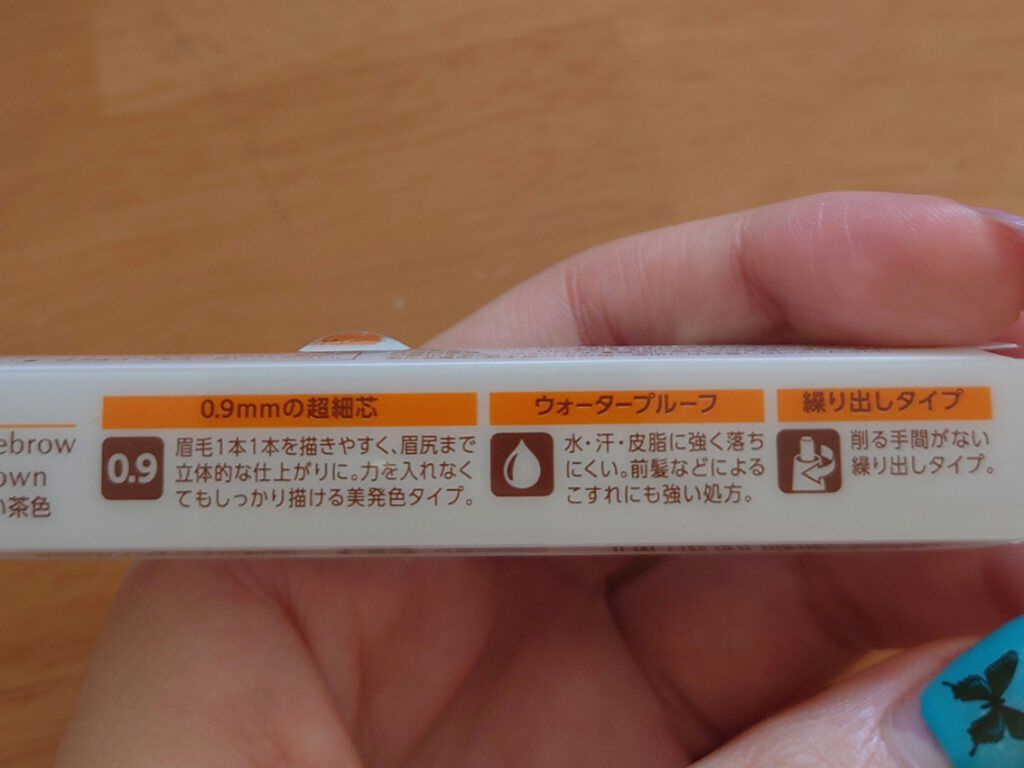 ebrow
own
い茶色
0.9mmの超細芯
0.9
眉毛1本1本を描きやすく、眉尻まで
立体的な仕上がりに。力を入れなく
てもしっかり描ける美発色タイプ。
ウォータープルーフ
水・汗・皮脂に強く落ち
にくい。前髪などによる
こすれにも強い処方。
繰り出しタイプ
削る手間がない
繰り出しタイプ。